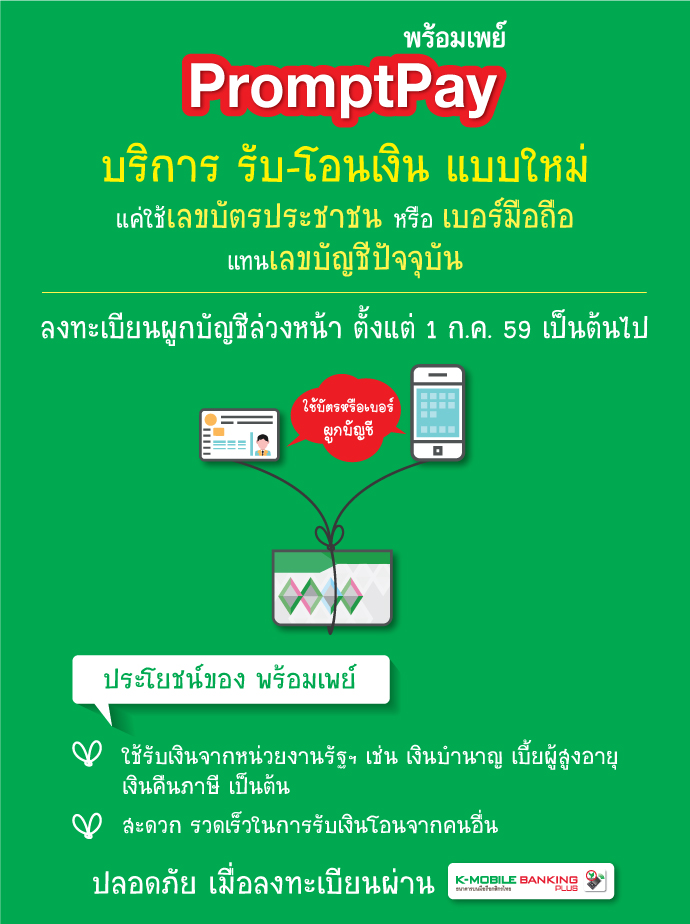 พร้อมเพย์
PromptPay
บริการ รับ-โอนเงิน แบบใหม่
แค่ใช้เลขบัตรประชาชน หรือ เบอร์มือถือ
แทนเลขบัญชีปัจจุบัน
ลงทะเบียนผูกบัญชีล่วงหน้า ตั้งแต่ 1 ก.ค. 59 เป็นต้นไป
ใช้บัตรหรือเบอร์
ผูกบัญชี
ประโยชน์ของ พร้อมเพย์
ใช้รับเงินจากหน่วยงานรัฐฯ เช่น เงินบำนาญ เบี้ยผู้สูงอายุ
เงินคืนภาษี เป็นต้น
สะดวก รวดเร็วในการรับเงินโอนจากคนอื่น
ปลอดภัย เมื่อลงทะเบียนผ่าน
K-MOBILE BANKING
PLUS
ธนาคารบนมือถือกสิกรไทย